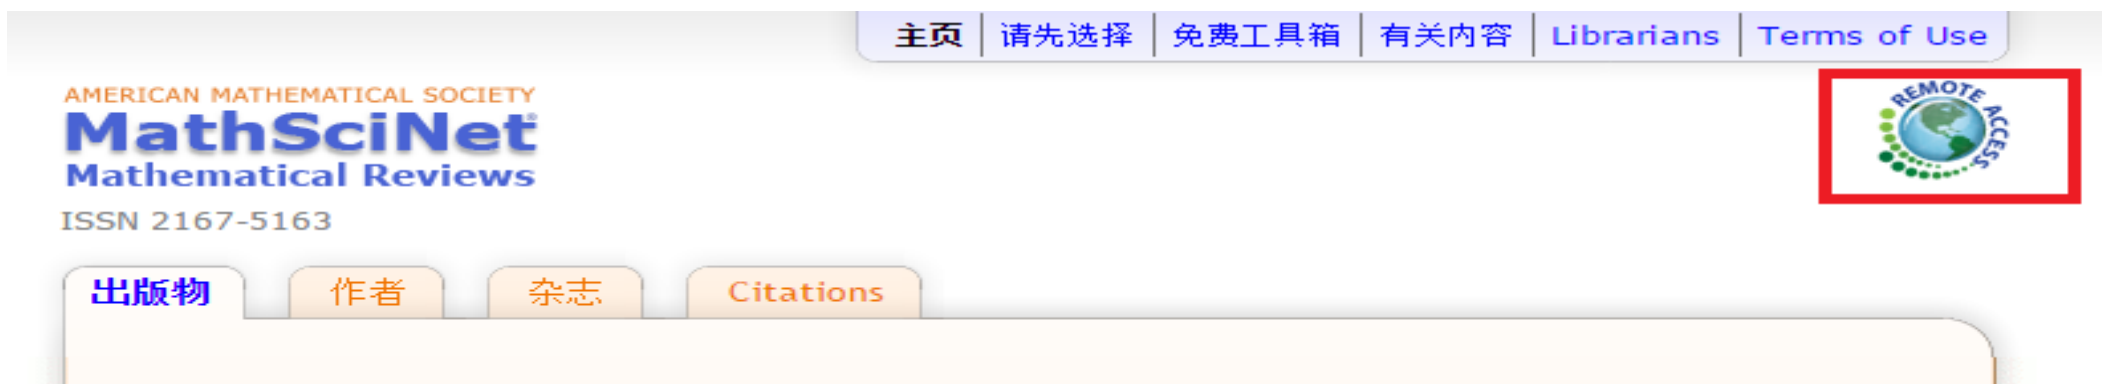 主页 请先选择 免费工具箱 有关内容 Librarians Terms of Use
AMERICAN MATHEMATICAL SOCIETY
MathSciNet
Mathematical Reviews
ISSN 2167-5163
REMOTE ACCESS
出版物 作者 杂志 Citations